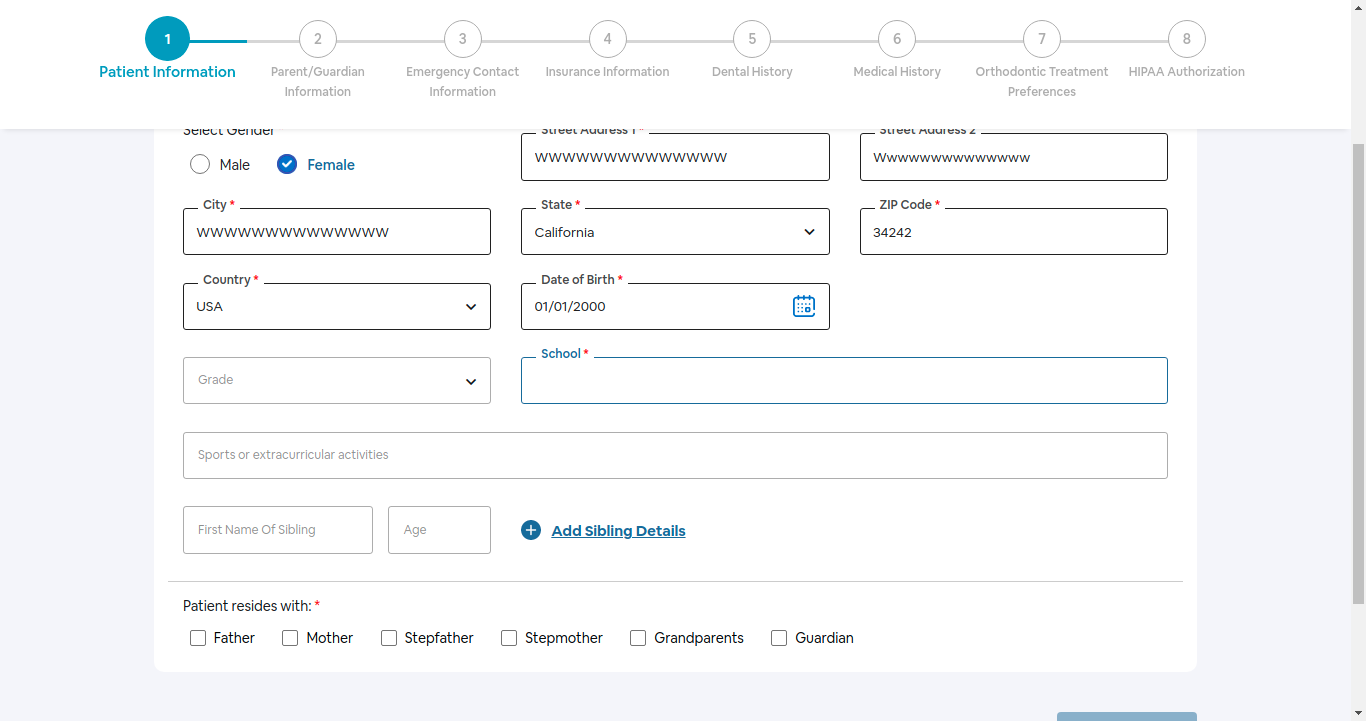 1
2
3
4
5
6
7
8
Patient Information
Parent/Guardian
Information
Emergency Contact
Information
Insurance Information
Dental History
Medical History
Orthodontic Treatment
Preferences
HIPAA Authorization
Select Gender
Male
Female
Street Address 1 *
WWWWWWWWWWWWWW
Street Address 2
Wwwwwwwwwwwwww
City *
WWWWWWWWWWWWWW
State *
California
ZIP Code *
34242
Country *
USA
Date of Birth *
01/01/2000
Grade
School *
Sports or extracurricular activities
First Name Of Sibling
Age
Add Sibling Details
Patient resides with: *
Father
Mother
Stepfather
Stepmother
Grandparents
Guardian